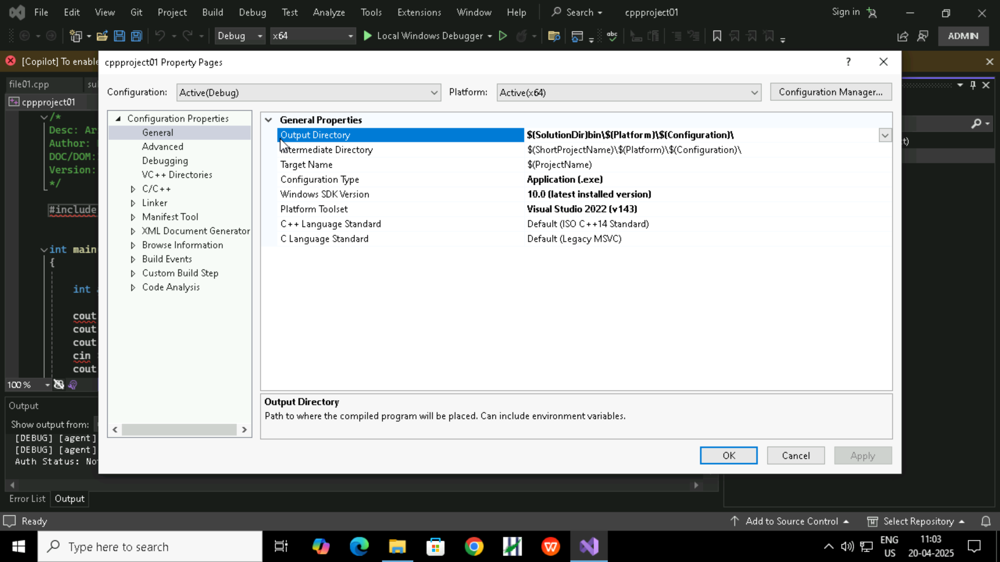 File Edit View Git Project Build Debug Test Analyze Tools Extensions Window Help Search cppproject01 Sign in
Debug x64 Local Windows Debugger ADMIN
[Copilot] To enable
cppproject01 Property Pages
file01.cpp su
Configuration: Active(Debug) Platform: Active(x64) Configuration Manager...
cppproject01
/*
Desc: Ar
Author:
DOC/DOM:
Version:
*/
#include
int main
{
int
cout
cout
cout
cin
cout
Configuration Properties
General
Advanced
Debugging
VC++ Directories
C/C++
Linker
Manifest Tool
XML Document Generator
Browse Information
Build Events
Custom Build Step
Code Analysis
General Properties
Output Directory $(SolutionDir)bin\$(Platform)\$(Configuration)\
Intermediate Directory $(ShortProjectName)\$(Platform)\$(Configuration)\
Target Name $(ProjectName)
Configuration Type Application (.exe)
Windows SDK Version 10.0 (latest installed version)
Platform Toolset Visual Studio 2022 (v143)
C++ Language Standard Default (ISO C++14 Standard)
C Language Standard Default (Legacy MSVC)
t)
100 %
Output Directory
Path to where the compiled program will be placed. Can include environment variables.
OK Cancel Apply
Output
Show output from:
[DEBUG] [agent]
[DEBUG] [agent]
Auth Status: No
Error List Output
Ready Add to Source Control Select Repository
Type here to search
ENG
US
11:03
20-04-2025